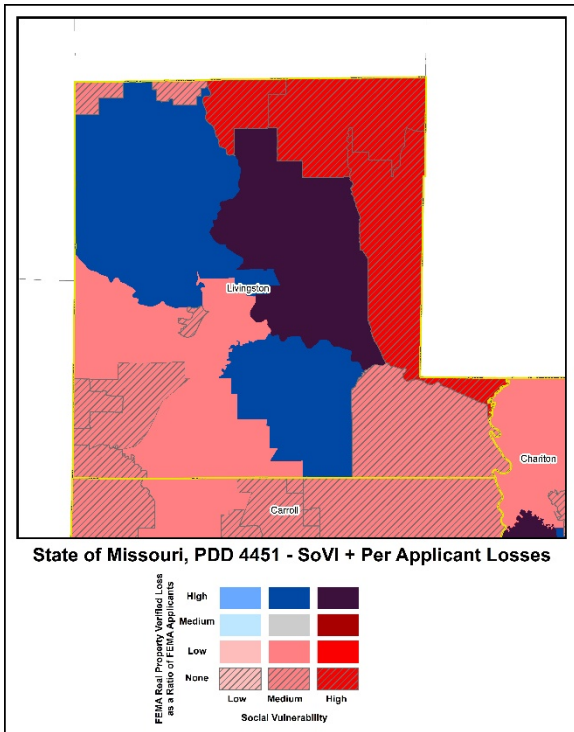 Livingston
Chariton
Carroll
State of Missouri, PDD 4451 - SoVI + Per Applicant Losses
FEMA Real Property Verified Loss
as a Ratio of FEMA Applicants
High
Medium
Low
None
Low Medium High
Social Vulnerability